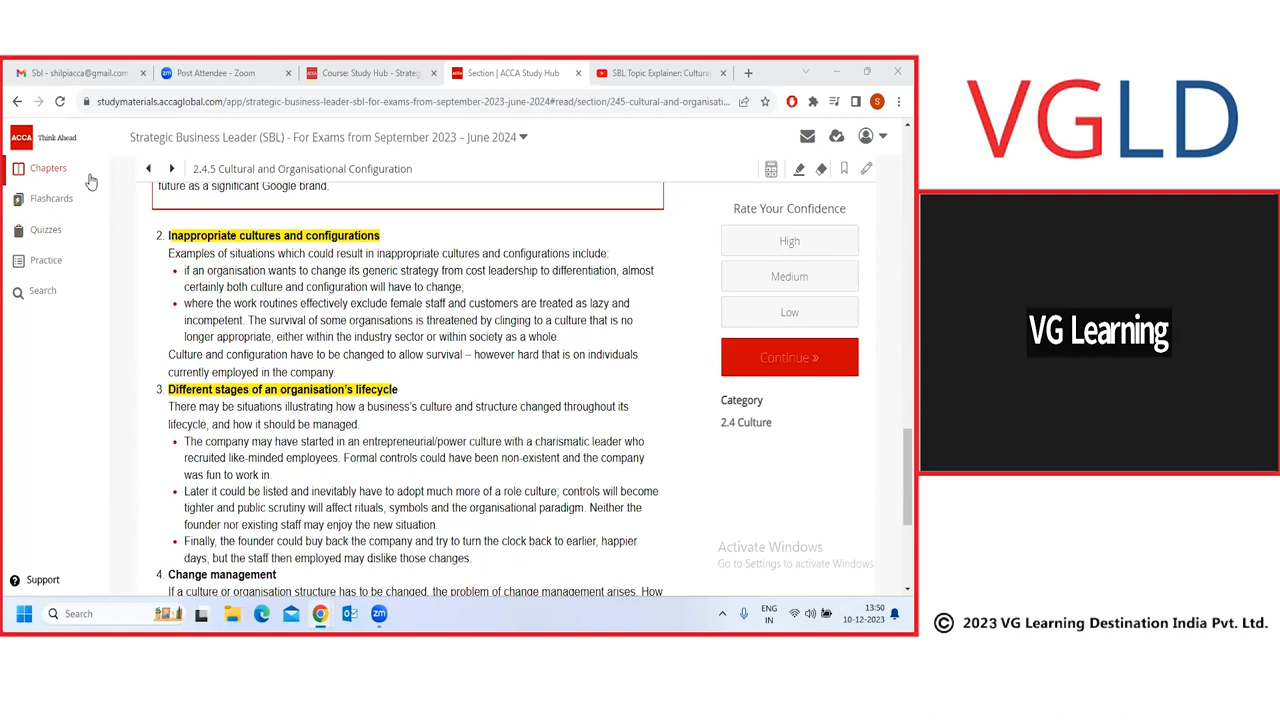 Sbl - shilpiacca@gmail.com
Post Attendee - Zoom
Course: Study Hub - Strateg
Section | ACCA Study Hub
SBL Topic Explainer: Cultura
studymaterials.accaglobal.com/app/strategic-business-leader-sbl-for-exams-from-september-2023-june-2024#read/section/245-cultural-and-organisati...
S
ACCA Think Ahead
Strategic Business Leader (SBL) - For Exams from September 2023 – June 2024
Chapters
Flashcards
Quizzes
Practice
Search
Support
2.4.5 Cultural and Organisational Configuration
future as a significant Google brand.
2. Inappropriate cultures and configurations
Examples of situations which could result in inappropriate cultures and configurations include:
• if an organisation wants to change its generic strategy from cost leadership to differentiation, almost
certainly both culture and configuration will have to change;
• where the work routines effectively exclude female staff and customers are treated as lazy and
incompetent. The survival of some organisations is threatened by clinging to a culture that is no
longer appropriate, either within the industry sector or within society as a whole.
Culture and configuration have to be changed to allow survival – however hard that is on individuals
currently employed in the company.
3. Different stages of an organisation's lifecycle
There may be situations illustrating how a business's culture and structure changed throughout its
lifecycle, and how it should be managed.
• The company may have started in an entrepreneurial/power culture with a charismatic leader who
recruited like-minded employees. Formal controls could have been non-existent and the company
was fun to work in.
• Later it could be listed and inevitably have to adopt much more of a role culture; controls will become
tighter and public scrutiny will affect rituals, symbols and the organisational paradigm. Neither the
founder nor existing staff may enjoy the new situation.
• Finally, the founder could buy back the company and try to turn the clock back to earlier, happier
days, but the staff then employed may dislike those changes.
4. Change management
If a culture or organisation structure has to be changed, the problem of change management arises. How
Rate Your Confidence
High
Medium
Low
Continue »
Category
2.4 Culture
Activate Windows
Go to Settings to activate Windows.
Search
zm
ENG
IN
13:50
10-12-2023
VGLD
VG Learning
© 2023 VG Learning Destination India Pvt. Ltd.